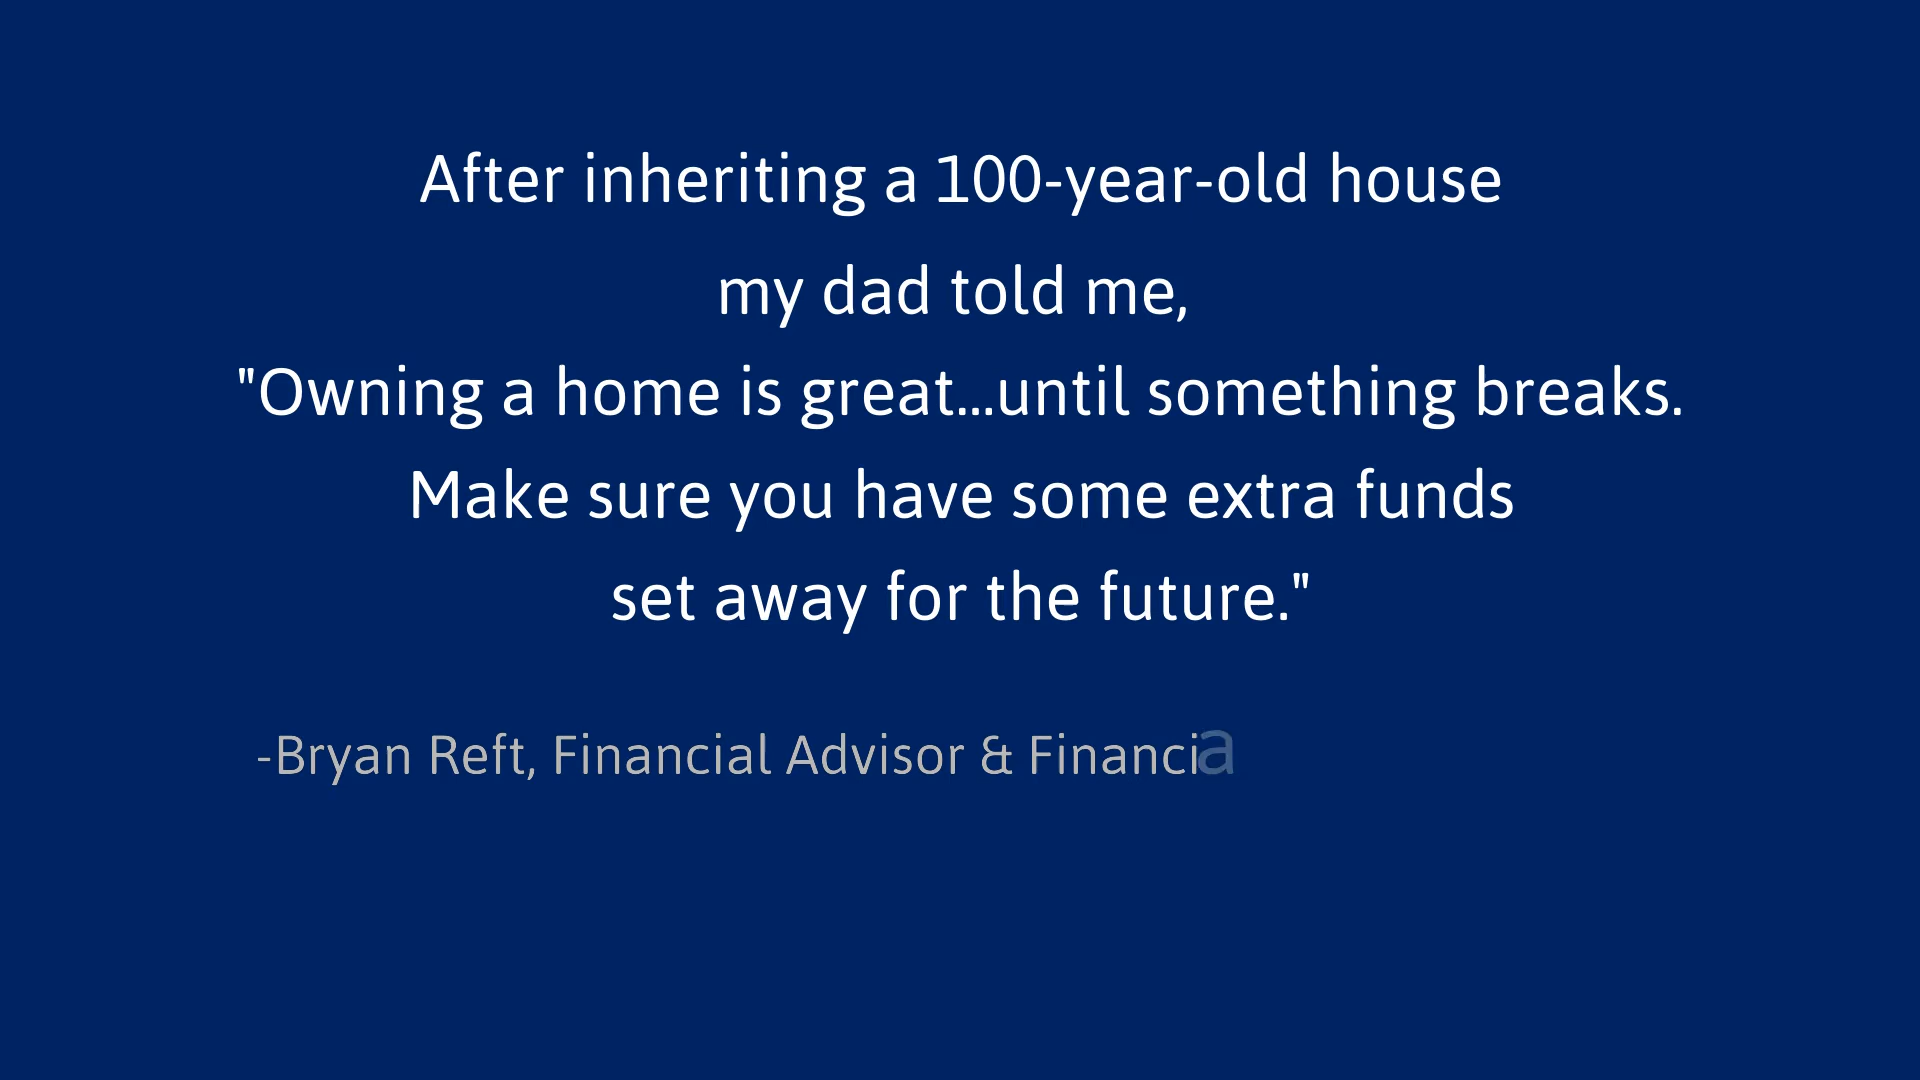 After inheriting a 100-year-old house
my dad told me,
"Owning a home is great...until something breaks.
Make sure you have some extra funds
set away for the future."
-Bryan Reft, Financial Advisor & Financia